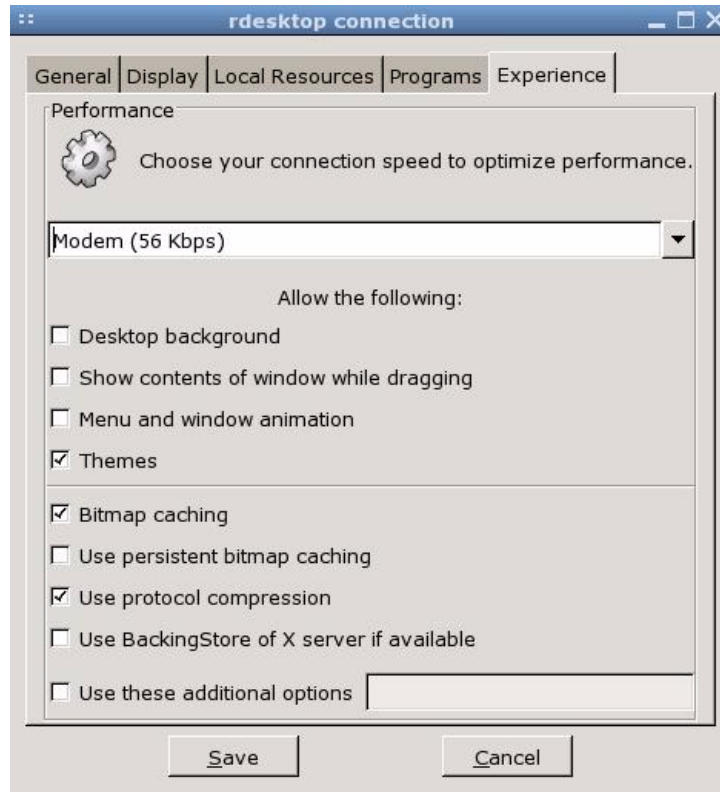 rdesktop connection
General Display Local Resources Programs Experience
Performance
Choose your connection speed to optimize performance.
Modem (56 Kbps)
Allow the following:
Desktop background
Show contents of window while dragging
Menu and window animation
Themes
Bitmap caching
Use persistent bitmap caching
Use protocol compression
Use BackingStore of X server if available
Use these additional options
Save Cancel